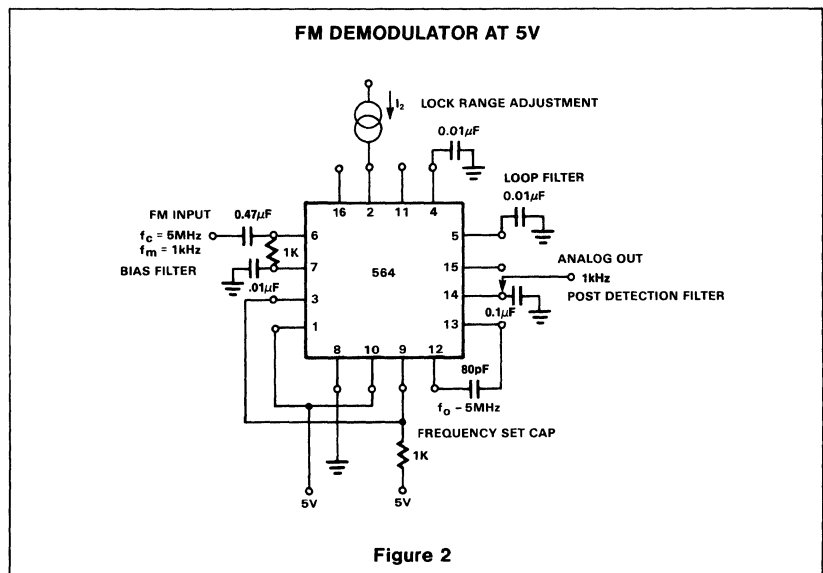 FM DEMODULATOR AT 5V
I₂
LOCK RANGE ADJUSTMENT
0.01μF
LOOP FILTER
0.01μF
16
2
11
4
FM INPUT
0.47μF
fc = 5MHz
fm = 1kHz
6
5
1K
BIAS FILTER
7
564
15
ANALOG OUT
1kHz
.01μF
3
14
POST DETECTION FILTER
0.1μF
1
13
8
10
9
12
80pF
fo – 5MHz
FREQUENCY SET CAP
1K
5V
5V
Figure 2